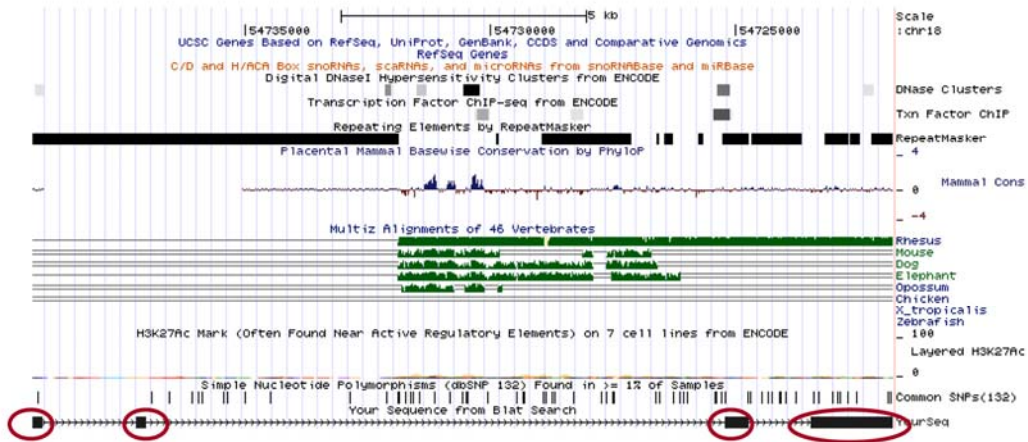 5 kb Scale
|54735000 |54730000 |54725000 :chr18
UCSC Genes Based on RefSeq, UniProt, GenBank, CCDS and Comparative Genomics
RefSeq Genes
C/D and H/ACA Box snoRNAs, scaRNAs, and microRNAs from snoRNABase and miRBase
Digital DNaseI Hypersensitivity Clusters from ENCODE
DNase Clusters
Transcription Factor ChIP-seq from ENCODE
Txn Factor ChIP
Repeating Elements by RepeatMasker
RepeatMasker
Placental Mammal Basewise Conservation by PhyloP
4
Mammal Cons
0
-4
Multiz Alignments of 46 Vertebrates
Rhesus
Mouse
Dog
Elephant
Opossum
Chicken
X_tropicalis
Zebrafish
H3K27Ac Mark (Often Found Near Active Regulatory Elements) on 7 cell lines from ENCODE
100
Layered H3K27Ac
0
Simple Nucleotide Polymorphisms (dbSNP 132) Found in >= 1% of Samples
Common SNPs(132)
Your Sequence from Blat Search
YourSeq